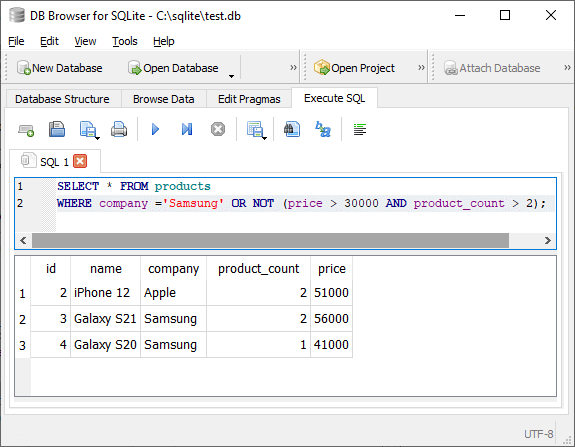 DB Browser for SQLite - C:\sqlite\test.db
File Edit View Tools Help
New Database Open Database » Open Project » Attach Database »
Database Structure Browse Data Edit Pragmas Execute SQL
SQL 1
1 SELECT * FROM products
2 WHERE company ='Samsung' OR NOT (price > 30000 AND product_count > 2);
id name company product_count price
1 2 iPhone 12 Apple 2 51000
2 3 Galaxy S21 Samsung 2 56000
3 4 Galaxy S20 Samsung 1 41000
UTF-8